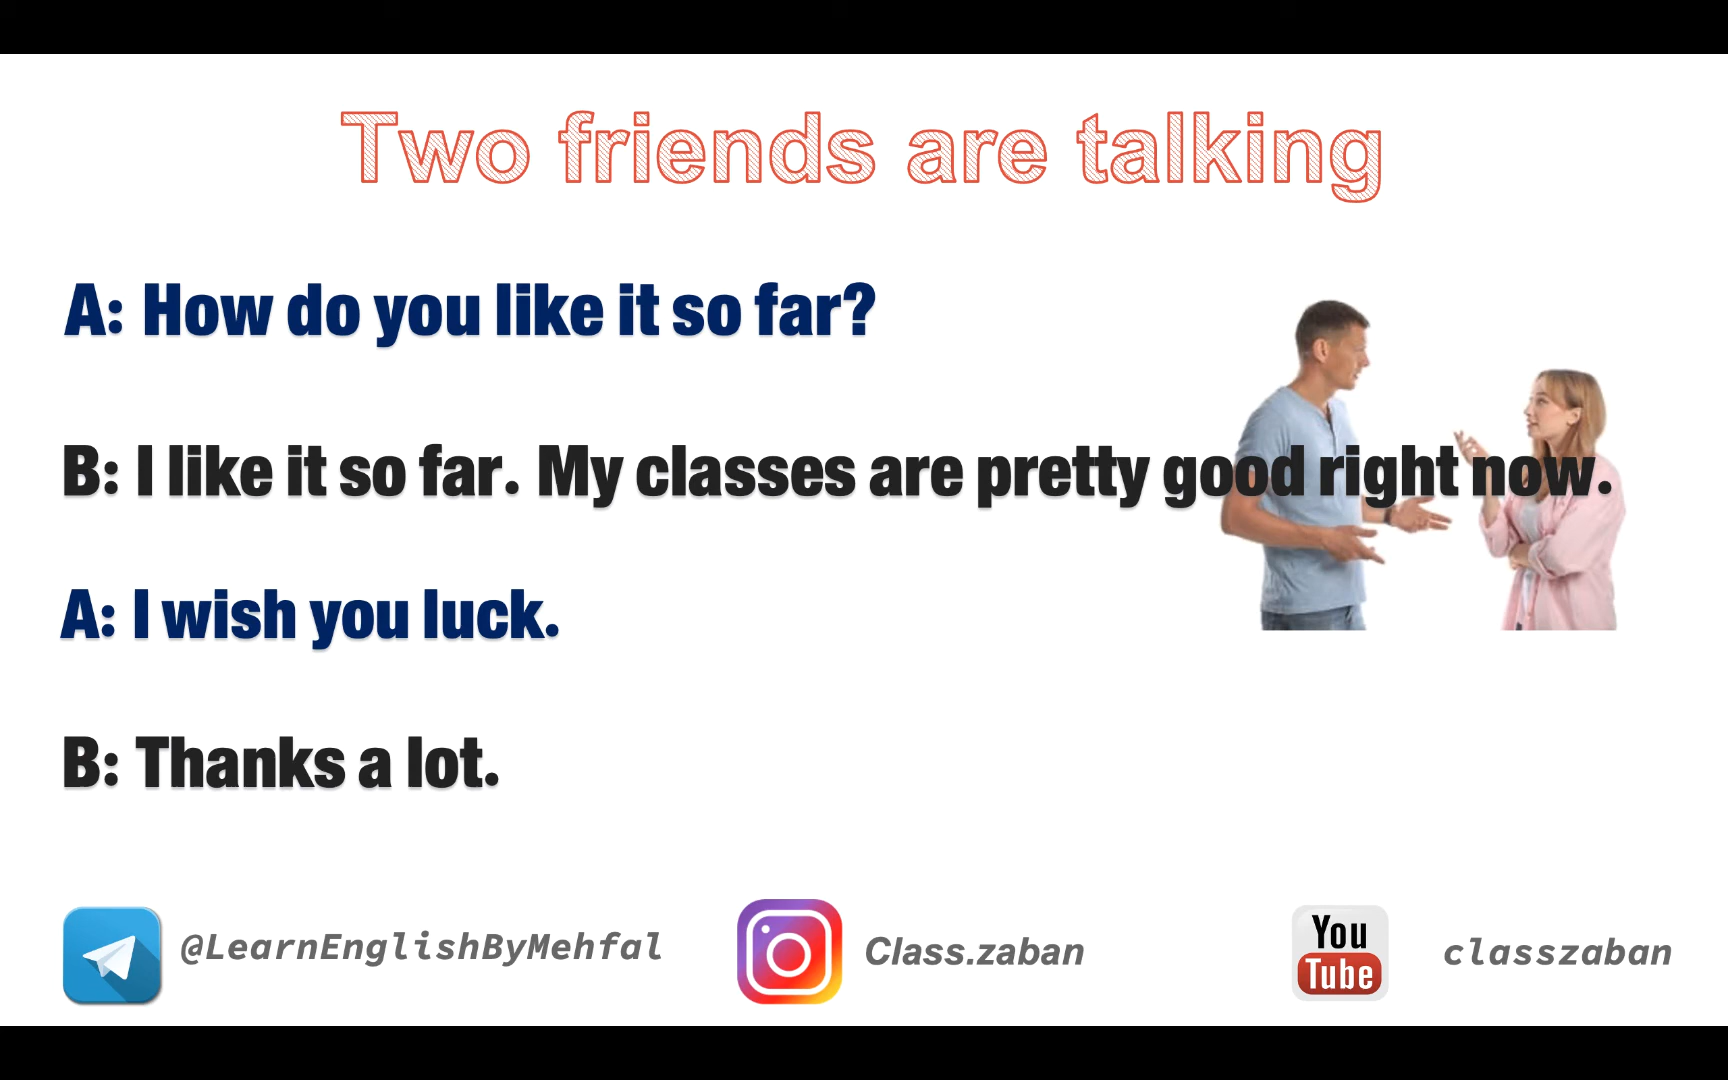 Two friends are talking
A: How do you like it so far?
B: I like it so far. My classes are pretty good right now.
A: I wish you luck.
B: Thanks a lot.
@LearnEnglishByMehfal
Class.zaban
You
Tube
classzaban